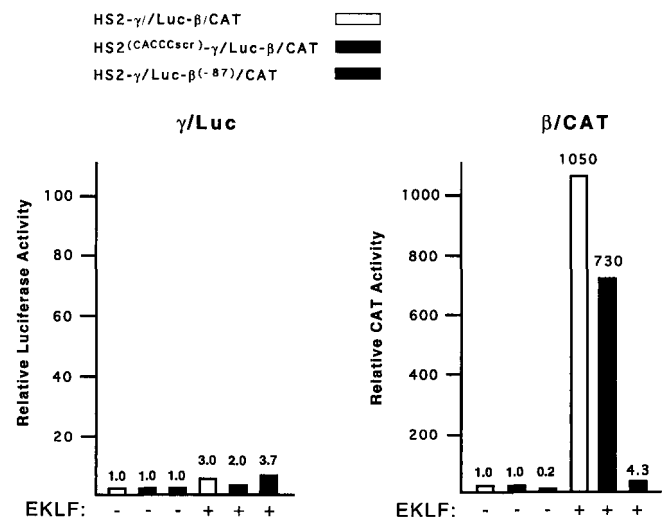 HS2-γ/Luc-β/CAT
HS2(CACCCscr)-γ/Luc-β/CAT
HS2-γ/Luc-β(-87)/CAT
γ/Luc
Relative Luciferase Activity
100
80
60
40
20
1.0 1.0 1.0 3.0 2.0 3.7
EKLF: - - - + + +
β/CAT
Relative CAT Activity
1000
800
600
400
200
1.0 1.0 0.2 1050 730 4.3
- - - + + +